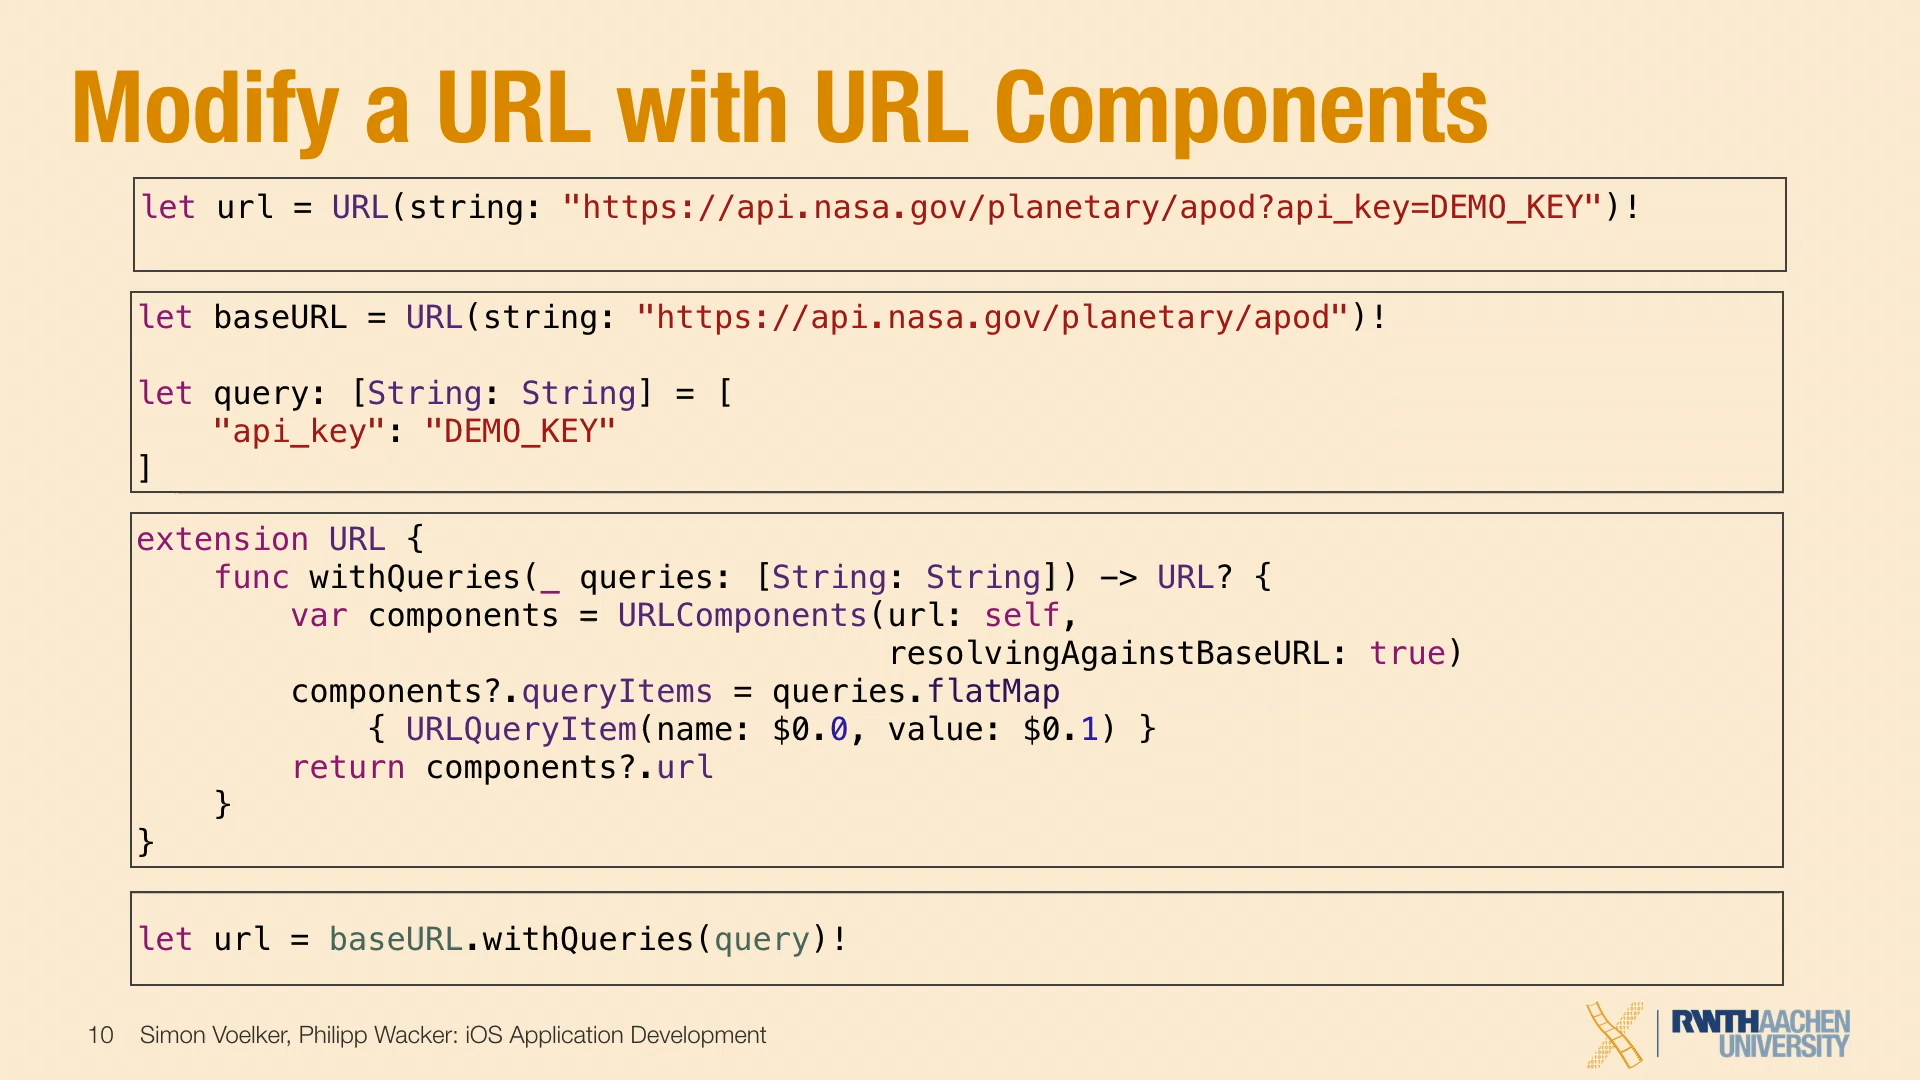 Modify a URL with URL Components
let url = URL(string: "https://api.nasa.gov/planetary/apod?api_key=DEMO_KEY")!
let baseURL = URL(string: "https://api.nasa.gov/planetary/apod")!
let query: [String: String] = [
    "api_key": "DEMO_KEY"
]
extension URL {
    func withQueries(_ queries: [String: String]) -> URL? {
        var components = URLComponents(url: self,
                                       resolvingAgainstBaseURL: true)
        components?.queryItems = queries.flatMap
            { URLQueryItem(name: $0.0, value: $0.1) }
        return components?.url
    }
}
let url = baseURL.withQueries(query)!
10 Simon Voelker, Philipp Wacker: iOS Application Development
RWTHAACHEN
UNIVERSITY